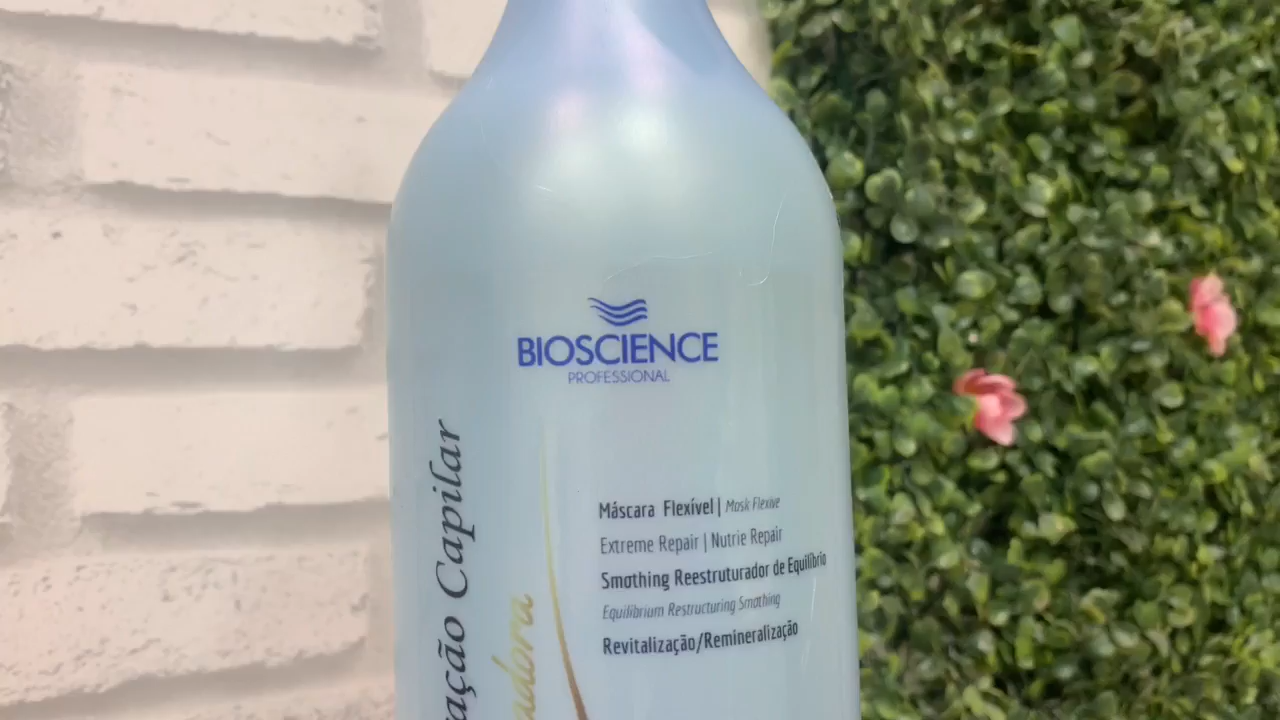 BIOSCIENCE
PROFESSIONAL
Máscara Flexível | Mask Flexive
Extreme Repair | Nutrie Repair
Smothing Reestruturador de Equilíbrio
Equilibrium Restructuring Smothing
Revitalização/Remineralização
Capilar